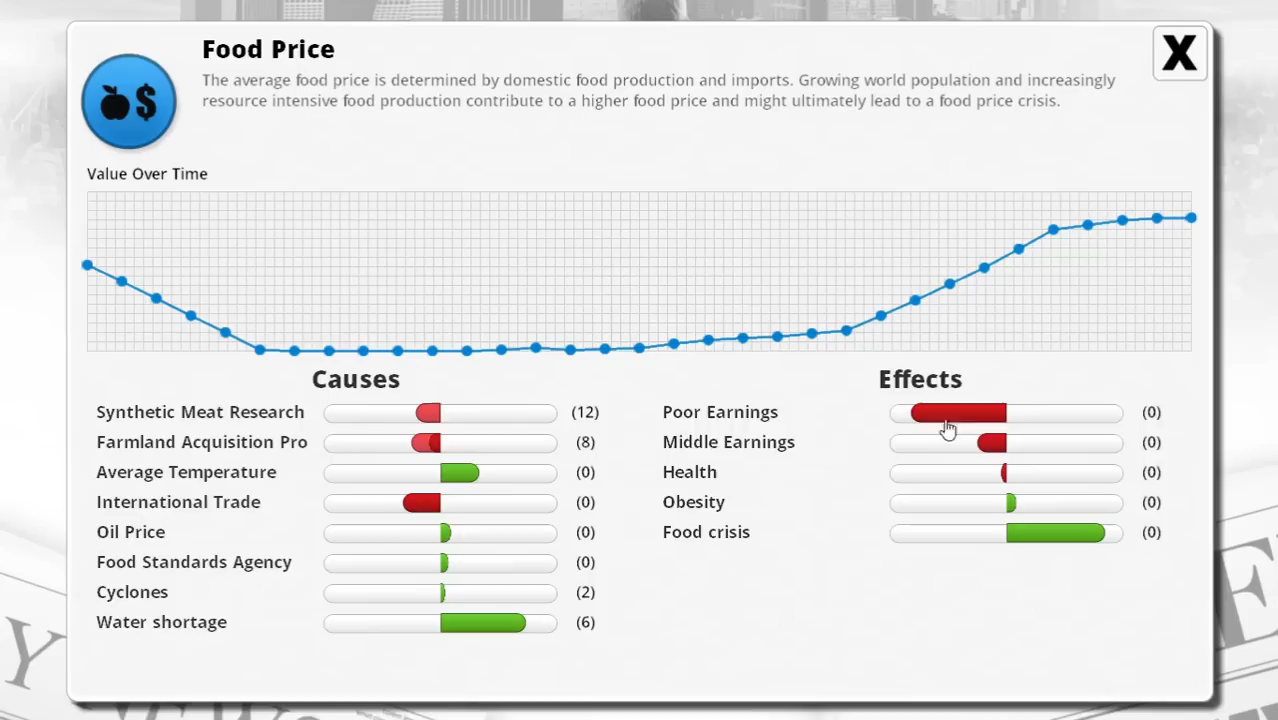 Food Price
X
The average food price is determined by domestic food production and imports. Growing world population and increasingly
resource intensive food production contribute to a higher food price and might ultimately lead to a food price crisis.
$
Value Over Time
Causes
Synthetic Meat Research (12)
Farmland Acquisition Pro (8)
Average Temperature (0)
International Trade (0)
Oil Price (0)
Food Standards Agency (0)
Cyclones (2)
Water shortage (6)
Effects
Poor Earnings (0)
Middle Earnings (0)
Health (0)
Obesity (0)
Food crisis (0)